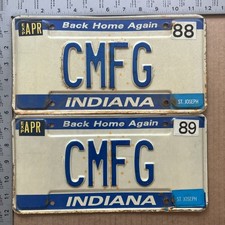 APR
Back Home Again
88
CMFG
INDIANA
ST. JOSEPH
APR
Back Home Again
89
CMFG
INDIANA
ST. JOSEPH